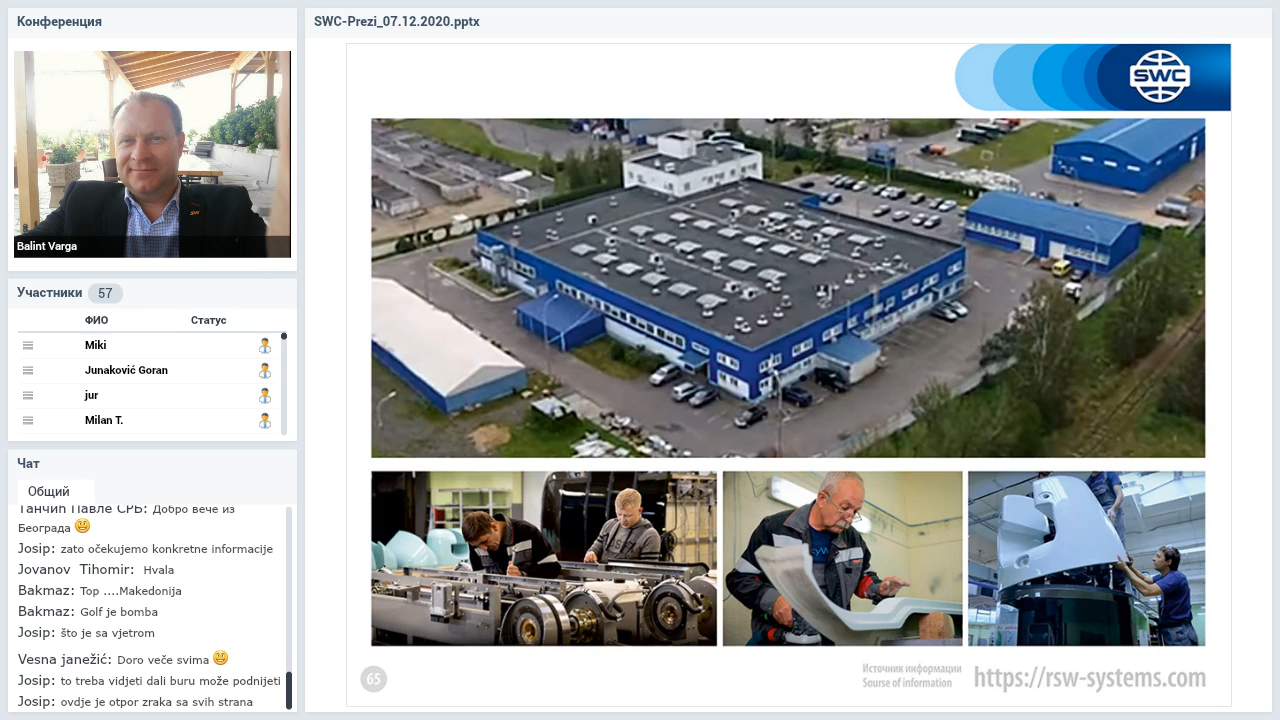 Конференция
Balint Varga
Участники 57
ФИО Статус
Miki
Junaković Goran
jur
Milan T.
Чат
Общий
Танчић Павле СРБ: Добро вече из
Београда
Josip: zato očekujemo konkretne informacije
Jovanov Tihomir: Hvala
Bakmaz: Top ....Makedonija
Bakmaz: Golf je bomba
Josip: što je sa vjetrom
Vesna janežić: Doro veče svima
Josip: to treba vidjeti dali buru može podnijeti
Josip: ovdje je otpor zraka sa svih strana
SWC-Prezi_07.12.2020.pptx
SWC
65
Источник информации
Sourse of information
https://rsw-systems.com